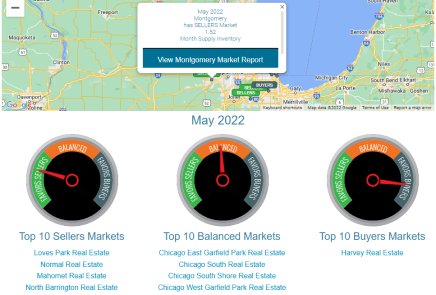 Freeport
May 2022
Montgomery
has SELLERS Market
1.52
Month Supply Inventory
View Montgomery Market Report
Maquoketa
Clinton
Davenport
Benton Harbor
Michigan City
South Bend
Elkhart
La Porte
Mishawaka
Goshen
Merrillville
BUYERS
SELLERS
Google
Keyboard shortcuts
Map data ©2022 Google
Terms of Use
Report a map error
May 2022
FAVORS SELLERS
BALANCED
FAVORS BUYERS
FAVORS SELLERS
BALANCED
FAVORS BUYERS
FAVORS SELLERS
BALANCED
FAVORS BUYERS
Top 10 Sellers Markets
Top 10 Balanced Markets
Top 10 Buyers Markets
Loves Park Real Estate
Chicago East Garfield Park Real Estate
Harvey Real Estate
Normal Real Estate
Chicago South Real Estate
Mahomet Real Estate
Chicago South Shore Real Estate
North Barrington Real Estate
Chicago West Garfield Park Real Estate